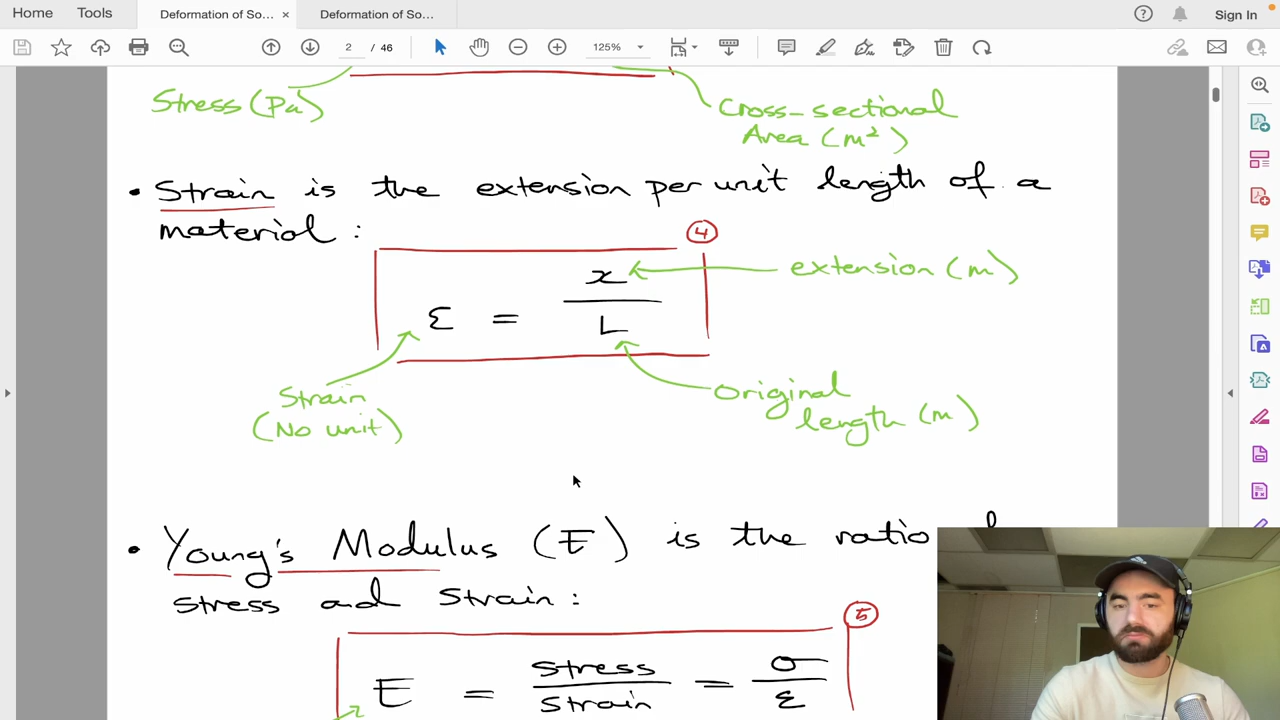 Home
Tools
Deformation of So...
×
Deformation of So...
Sign In
2 / 46
125%
Stress (Pa)
Cross-sectional
Area (m²)
• Strain is the extension per unit length of a
material :
④
ε = x / L
extension (m)
Strain
(No unit)
Original
length (m)
• Young's Modulus (E) is the ratio
stress and strain :
⑤
E = stress / strain = σ / ε